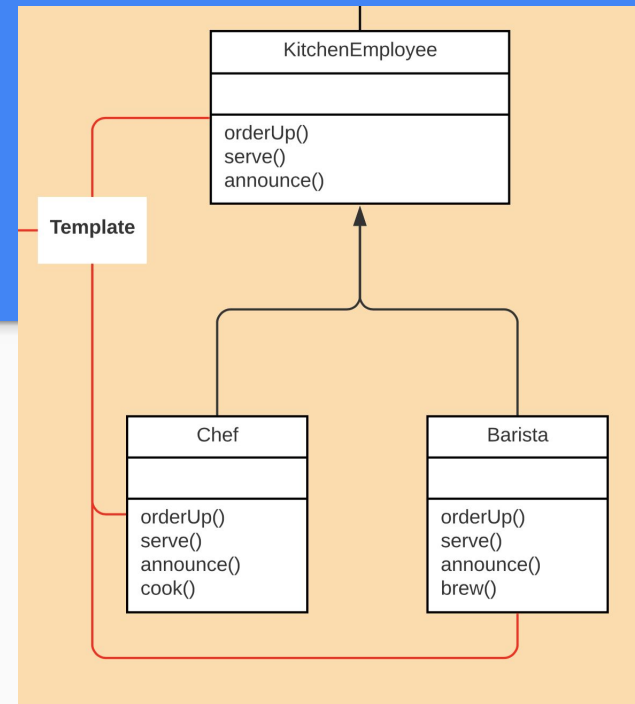 KitchenEmployee
orderUp()
serve()
announce()
Template
Chef
orderUp()
serve()
announce()
cook()
Barista
orderUp()
serve()
announce()
brew()